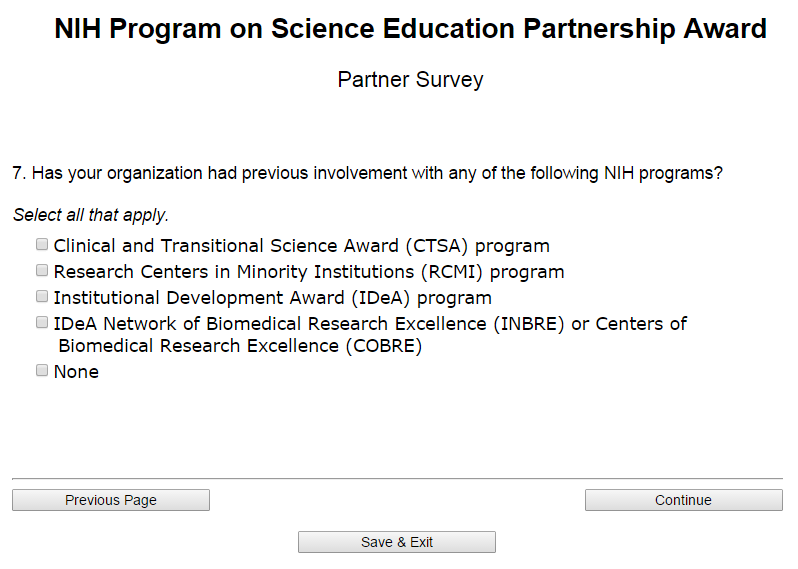 NIH Program on Science Education Partnership Award
Partner Survey
7. Has your organization had previous involvement with any of the following NIH programs?
Select all that apply.
Clinical and Transitional Science Award (CTSA) program
Research Centers in Minority Institutions (RCMI) program
Institutional Development Award (IDeA) program
IDeA Network of Biomedical Research Excellence (INBRE) or Centers of
Biomedical Research Excellence (COBRE)
None
Previous Page
Continue
Save & Exit